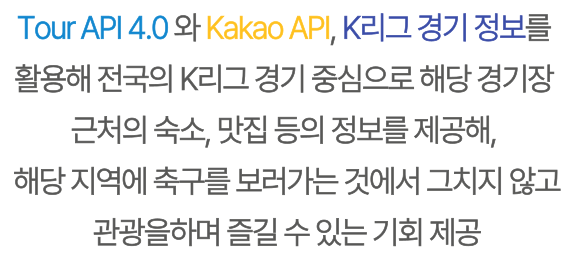 Tour API 4.0 와 Kakao API, K리그 경기 정보를
활용해 전국의 K리그 경기 중심으로 해당 경기장
근처의 숙소, 맛집 등의 정보를 제공해,
해당 지역에 축구를 보러가는 것에서 그치지 않고
관광을하며 즐길 수 있는 기회 제공